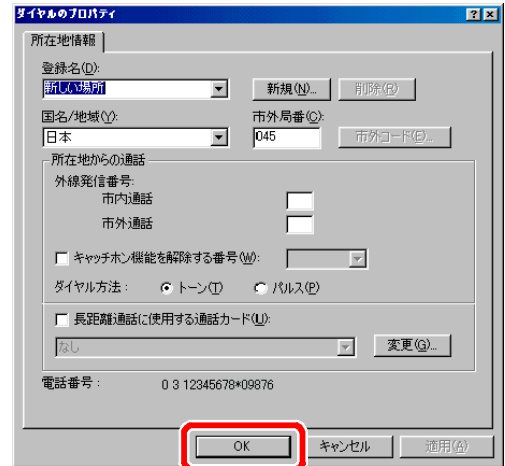 ダイヤルのプロパティ
所在地情報
登録名(D):
新しい場所 新規(N)... 削除(R)
国名/地域(Y): 市外局番(C):
日本 045 市外コード(E)...
所在地からの通話
外線発信番号:
市内通話
市外通話
キャッチホン機能を解除する番号(W):
ダイヤル方法: トーン(T) パルス(P)
長距離通話に使用する通話カード(U):
なし 変更(G)...
電話番号: 0 3 12345678*09876
OK キャンセル 適用(A)